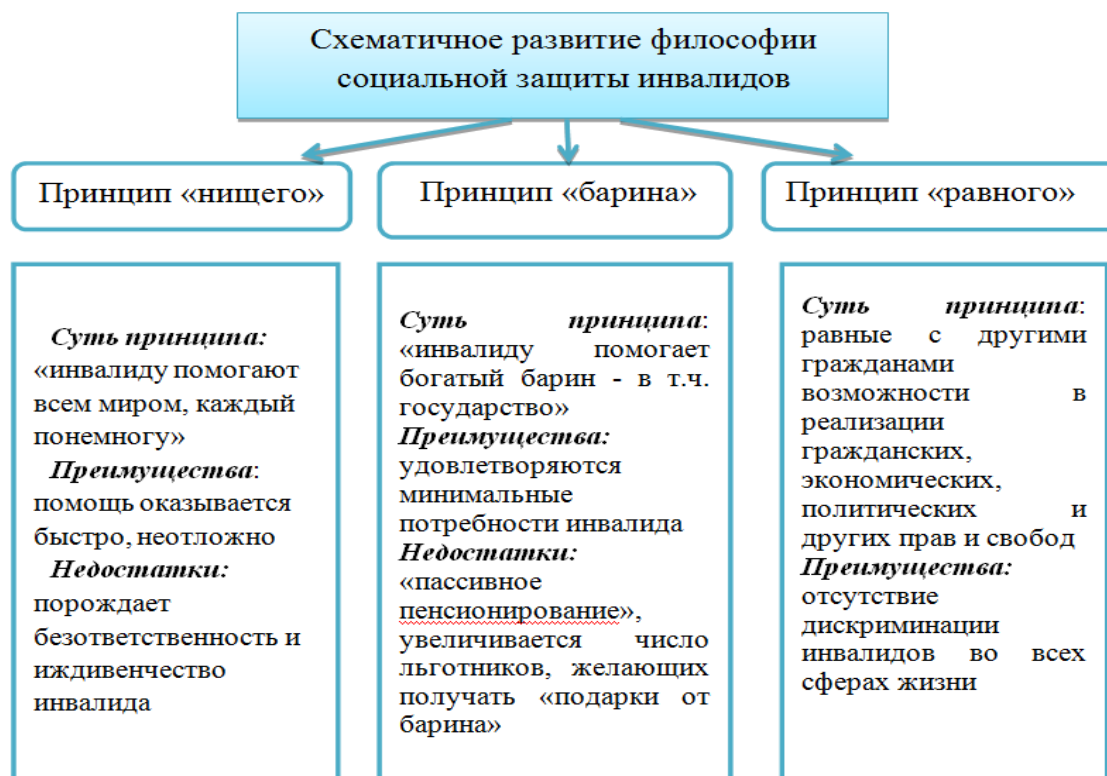 Схематичное развитие философии
социальной защиты инвалидов
Принцип «нищего»
Принцип «барина»
Принцип «равного»
Суть принципа:
«инвалиду помогают
всем миром, каждый
понемногу»
Преимущества:
помощь оказывается
быстро, неотложно
Недостатки:
порождает
безответственность и
иждивенчество
инвалида
Суть принципа:
«инвалиду помогает
богатый барин - в т.ч.
государство»
Преимущества:
удовлетворяются
минимальные
потребности инвалида
Недостатки:
«пассивное
пенсионирование»,
увеличивается число
льготников, желающих
получать «подарки от
барина»
Суть принципа:
равные с другими
гражданами
возможности в
реализации
гражданских,
экономических,
политических и
других прав и свобод
Преимущества:
отсутствие
дискриминации
инвалидов во всех
сферах жизни